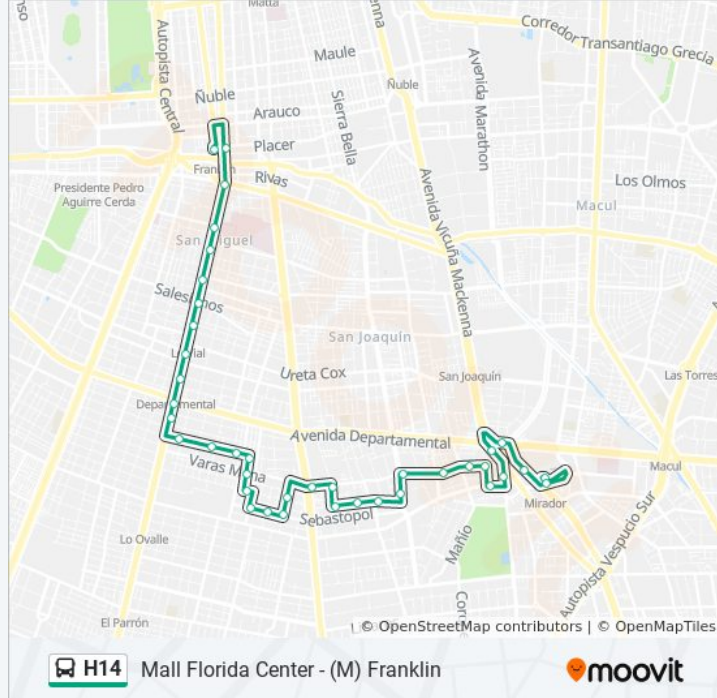 Matta
Autopista Central
Maule
Corredor Transantiago Grecia
Ñuble
Ñuble
Arauco
Sierra Bella
Avenida Marathon
Placer
Franklin
Rivas
Los Olmos
Presidente Pedro
Aguirre Cerda
Macul
Avenida Vicuña Mackenna
San Miguel
Salesianos
San Joaquín
Ureta Cox
San Joaquín
Las Torres
Departamental
Avenida Departamental
Varas Mena
Macul
Mirador
Sebastopol
Lo Ovalle
Mañío
Autopista Vespucio Sur
El Parrón
© OpenStreetMap contributors | © OpenMapTiles
H14 Mall Florida Center - (M) Franklin
moovit